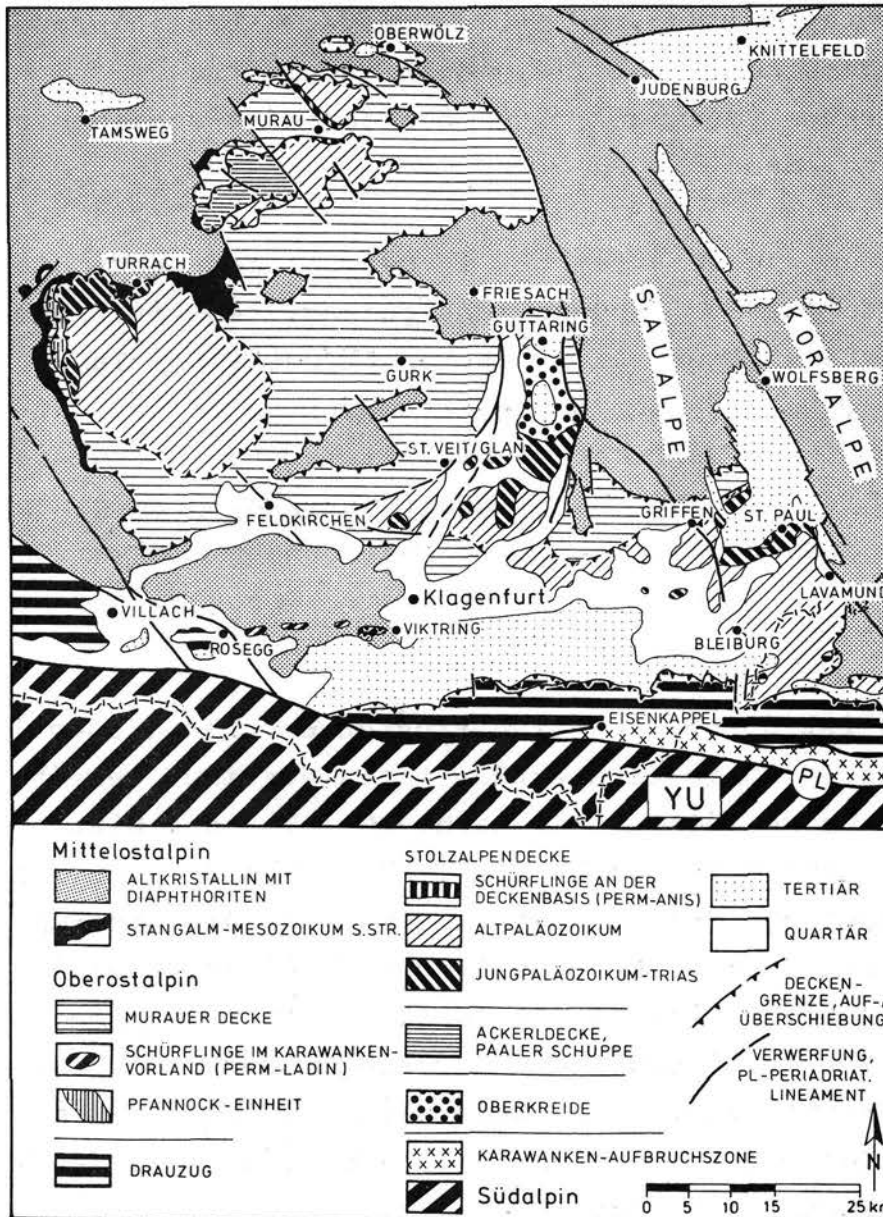 OBERWÖLZ
KNITTELFELD
JUDENBURG
TAMSWEG
MURAU
TURRACH
FRIESACH
GUTTARING
SAUALPE
KORALPE
GURK
WOLFSBERG
ST. VEIT/GLAN
FELDKIRCHEN
GRIFFEN
ST. PAUL
Klagenfurt
LAVAMUND
VILLACH
ROSEGG
VIKTRING
BLEIBURG
EISENKAPPEL
YU
PL
Mittelostalpin
ALTKRISTALLIN MIT
DIAPHTHORITEN
STANGALM-MESOZOIKUM S.STR.
Oberostalpin
MURAUER DECKE
SCHÜRFLINGE IM KARAWANKEN-
VORLAND (PERM-LADIN)
PFANNOCK-EINHEIT
DRAUZUG
STOLZALPENDECKE
SCHÜRFLINGE AN DER
DECKENBASIS (PERM-ANIS)
ALTPALÄOZOIKUM
JUNGPALÄOZOIKUM-TRIAS
ACKERLDECKE,
PAALER SCHUPPE
OBERKREIDE
KARAWANKEN-AUFBRUCHSZONE
Südalpin
TERTIÄR
QUARTÄR
DECKEN-
GRENZE, AUF-,
ÜBERSCHIEBUNG
VERWERFUNG,
PL-PERIADRIAT.
LINEAMENT
N
0 5 10 15 25 km